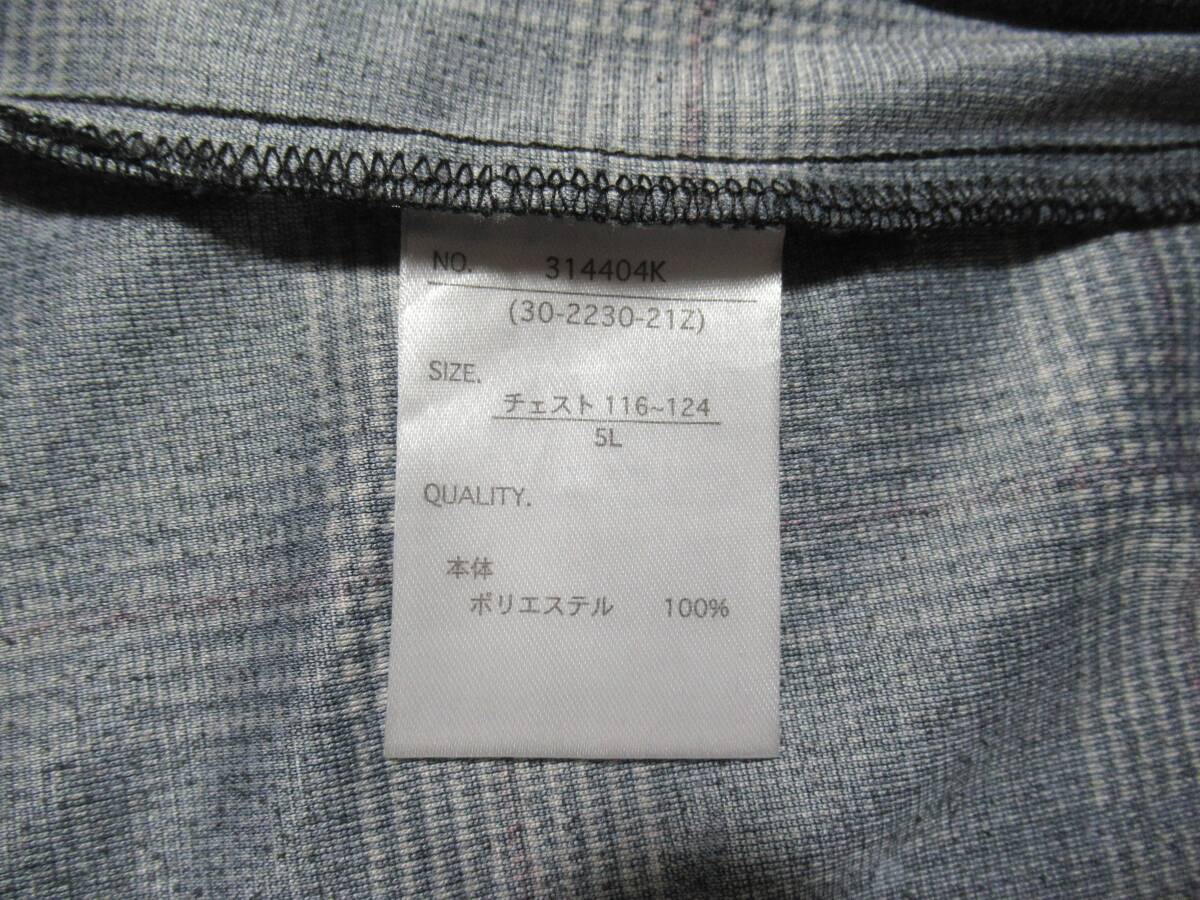 NO. 314404K
(30-2230-21Z)
SIZE.
チェスト 116~124
5L
QUALITY.
本体
ポリエステル 100%